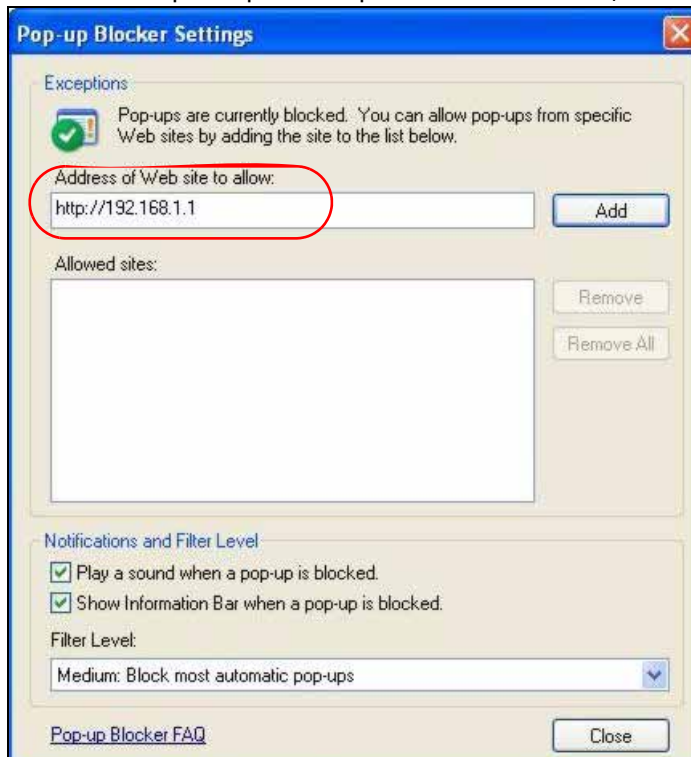 Pop-up Blocker Settings
Exceptions
Pop-ups are currently blocked. You can allow pop-ups from specific
Web sites by adding the site to the list below.
Address of Web site to allow:
http://192.168.1.1
Add
Allowed sites:
Remove
Remove All
Notifications and Filter Level
Play a sound when a pop-up is blocked.
Show Information Bar when a pop-up is blocked.
Filter Level:
Medium: Block most automatic pop-ups
Pop-up Blocker FAQ
Close